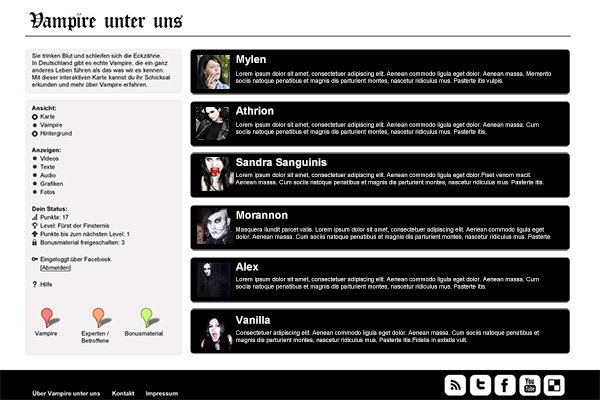 Vampire unter uns
Sie trinken Blut und schleifen sich die Eckzähne.
In Deutschland gibt es echte Vampire, die ein ganz
anderes Leben führen als das was wir es kennen.
Mit dieser interaktiven Karte kannst du ihr Schicksal
erkunden und mehr über Vampire erfahren.
Ansicht:
Karte
Vampire
Hintergrund
Anzeigen:
Videos
Texte
Audio
Grafiken
Fotos
Dein Status:
Punkte: 17
Level: Fürst der Finsternis
Punkte bis zum nächsten Level: 1
Bonusmaterial freigeschalten: 3
Eingeloggt über Facebook
[Abmelden]
? Hilfe
Vampire
Experten /
Betroffene
Bonusmaterial
Mylen
Lorem ipsum dolor sit amet, consectetuer adipiscing elit. Aenean commodo ligula eget dolor. Aenean massa. Memento
sociis natoque penatibus et magnis dis parturient montes, nascetur ridiculus mus. Pasterte itis vulpis.
Athrion
Lorem ipsum dolor sit amet, consectetuer adipiscing elit. Aenean commodo ligula eget dolor. Aenean massa. Cum
sociis natoque penatibus et magnis dis parturient montes, nascetur ridiculus mus. Pasterte itis.
Sandra Sanguinis
Lorem ipsum dolor sit amet, consectetuer adipiscing elit. Aenean commodo ligula eget dolor.Fiset venom macit.
Aenean massa. Cum sociis natoque penatibus et magnis dis parturient montes, nascetur ridiculus mus. Pasterte itis.
Morannon
Masquera ilundit parcet valis. Lorem ipsum dolor sit amet, consectetuer adipiscing elit. Aenean commodo ligula eget
dolor. Aenean massa. Cum sociis natoque penatibus et magnis dis parturient montes, nascetur ridiculus mus. Pasterte
Alex
Lorem ipsum dolor sit amet, consectetuer adipiscing elit. Aenean commodo ligula eget dolor. Aenean massa. Cum
sociis natoque penatibus et magnis dis parturient montes, nascetur ridiculus mus. Pasterte itis.
Vanilla
Consectetuer adipiscing elit. Aenean commodo ligula eget dolor. Aenean massa. Cum sociis natoque penatibus et
magnis dis parturient montes, nascetur ridiculus mus. Pasterte itis.Fidelis in extatis vult.
Über Vampire unter uns
Kontakt
Impressum
You
Tube